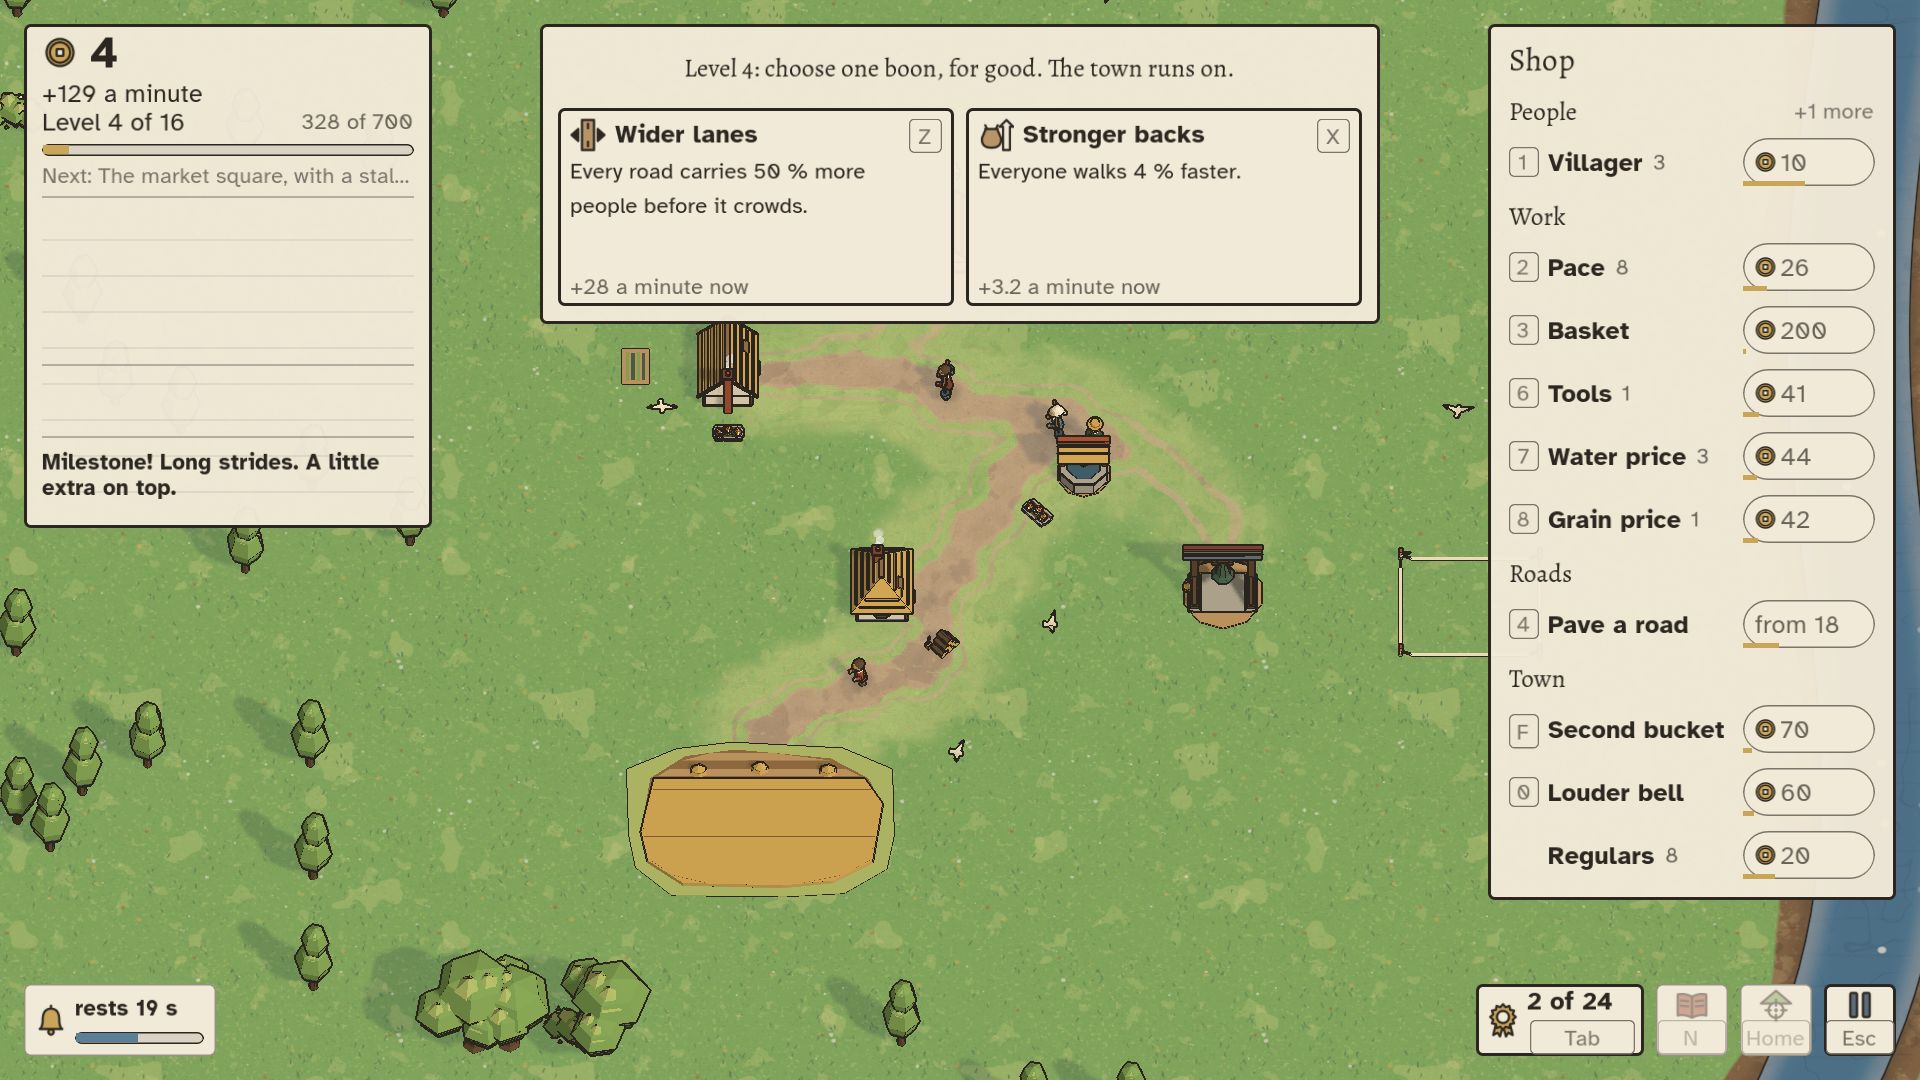 4
+129 a minute
Level 4 of 16
328 of 700
Next: The market square, with a stal...
Milestone! Long strides. A little
extra on top.
Level 4: choose one boon, for good. The town runs on.
Wider lanes
Z
Every road carries 50 % more
people before it crowds.
+28 a minute now
Stronger backs
X
Everyone walks 4 % faster.
+3.2 a minute now
Shop
People
+1 more
1 Villager 3 10
Work
2 Pace 8 26
3 Basket 200
6 Tools 1 41
7 Water price 3 44
8 Grain price 1 42
Roads
4 Pave a road from 18
Town
F Second bucket 70
0 Louder bell 60
Regulars 8 20
rests 19 s
2 of 24
Tab
N
Home
Esc